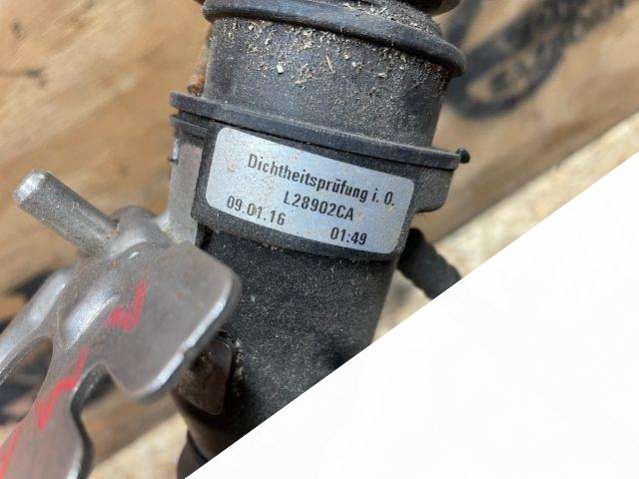 Dichtheitsprüfung i. O.
L28902CA
09.01.16 01:49